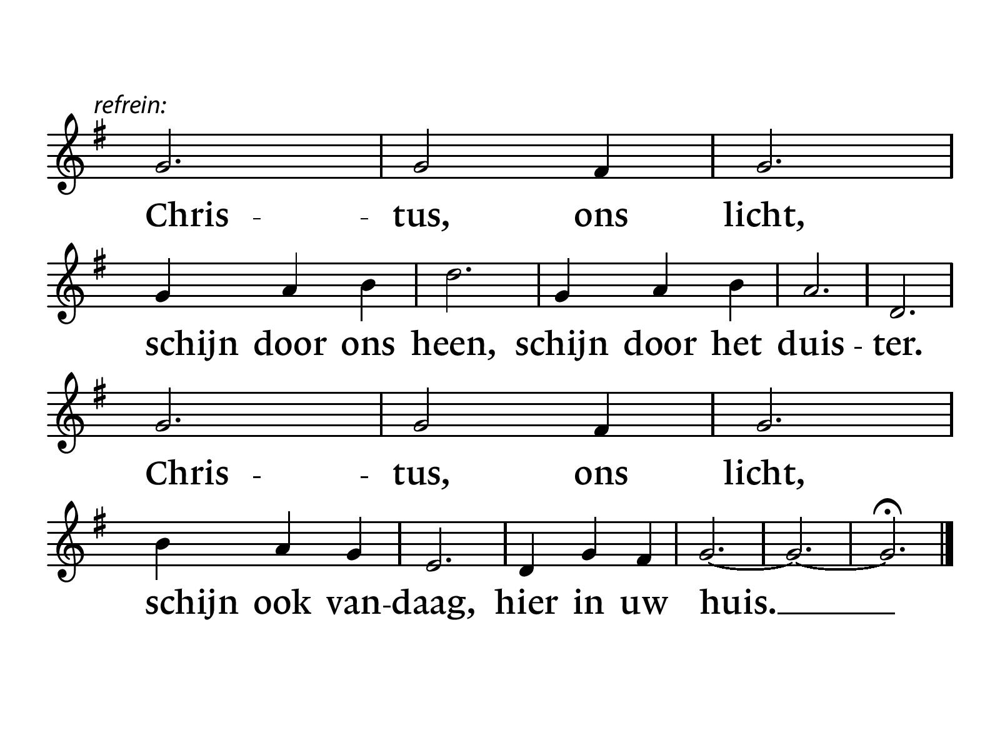 refrein:
Chris - - tus, ons licht,
schijn door ons heen, schijn door het duis - ter.
Chris - - tus, ons licht,
schijn ook van-daag, hier in uw huis.